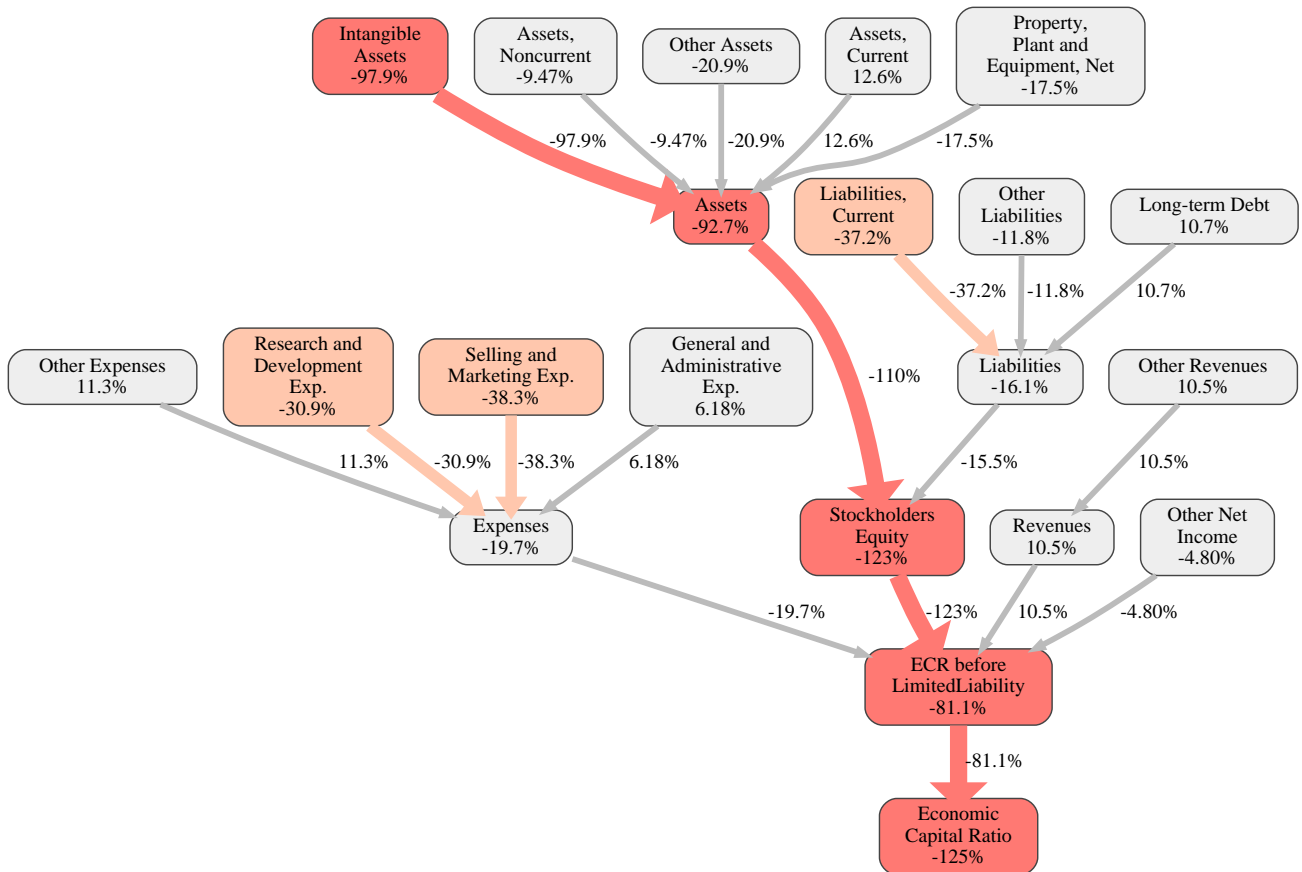 Intangible
Assets
-97.9%
Assets,
Noncurrent
-9.47%
Other Assets
-20.9%
Assets,
Current
12.6%
Property,
Plant and
Equipment, Net
-17.5%
-97.9%
-9.47%
-20.9%
12.6%
-17.5%
Assets
-92.7%
Liabilities,
Current
-37.2%
Other
Liabilities
-11.8%
Long-term Debt
10.7%
-37.2%
-11.8%
10.7%
Other Expenses
11.3%
Research and
Development
Exp.
-30.9%
Selling and
Marketing Exp.
-38.3%
General and
Administrative
Exp.
6.18%
-110%
Liabilities
-16.1%
Other Revenues
10.5%
11.3%
-30.9%
-38.3%
6.18%
-15.5%
10.5%
Expenses
-19.7%
Stockholders
Equity
-123%
Revenues
10.5%
Other Net
Income
-4.80%
-19.7%
-123%
10.5%
-4.80%
ECR before
LimitedLiability
-81.1%
-81.1%
Economic
Capital Ratio
-125%